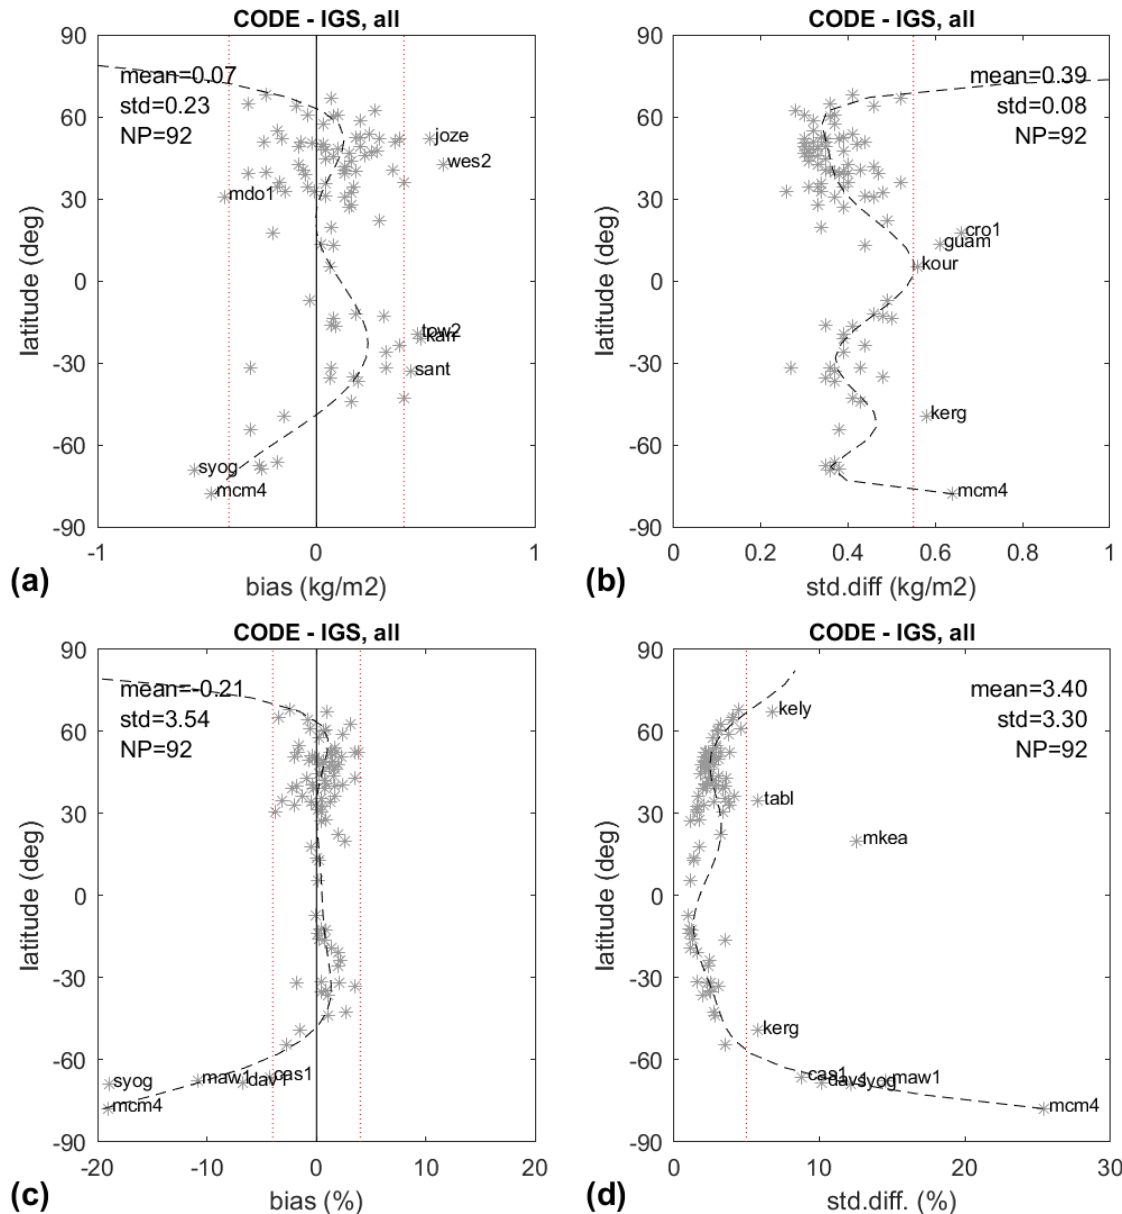 CODE - IGS, all
90
60
30
0
-30
-60
-90
latitude (deg)
mean=0.07
std=0.23
NP=92
joze
wes2
mdo1
karr
sant
syog
mcm4
-1
0
1
bias (kg/m2)
(a)
CODE - IGS, all
90
60
30
0
-30
-60
-90
latitude (deg)
mean=0.39
std=0.08
NP=92
cro1
guam
kour
kerg
mcm4
0
0.2
0.4
0.6
0.8
1
std.diff (kg/m2)
(b)
CODE - IGS, all
90
60
30
0
-30
-60
-90
latitude (deg)
mean=-0.21
std=3.54
NP=92
cas1
maw1
dav1
syog
mcm4
-20
-10
0
10
20
bias (%)
(c)
CODE - IGS, all
90
60
30
0
-30
-60
-90
latitude (deg)
mean=3.40
std=3.30
NP=92
kely
tabl
mkea
kerg
cas1
maw1
syog
mcm4
0
10
20
30
std.diff. (%)
(d)